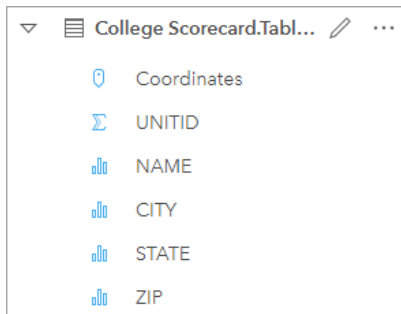 College Scorecard.Tabl...
Coordinates
UNITID
NAME
CITY
STATE
ZIP